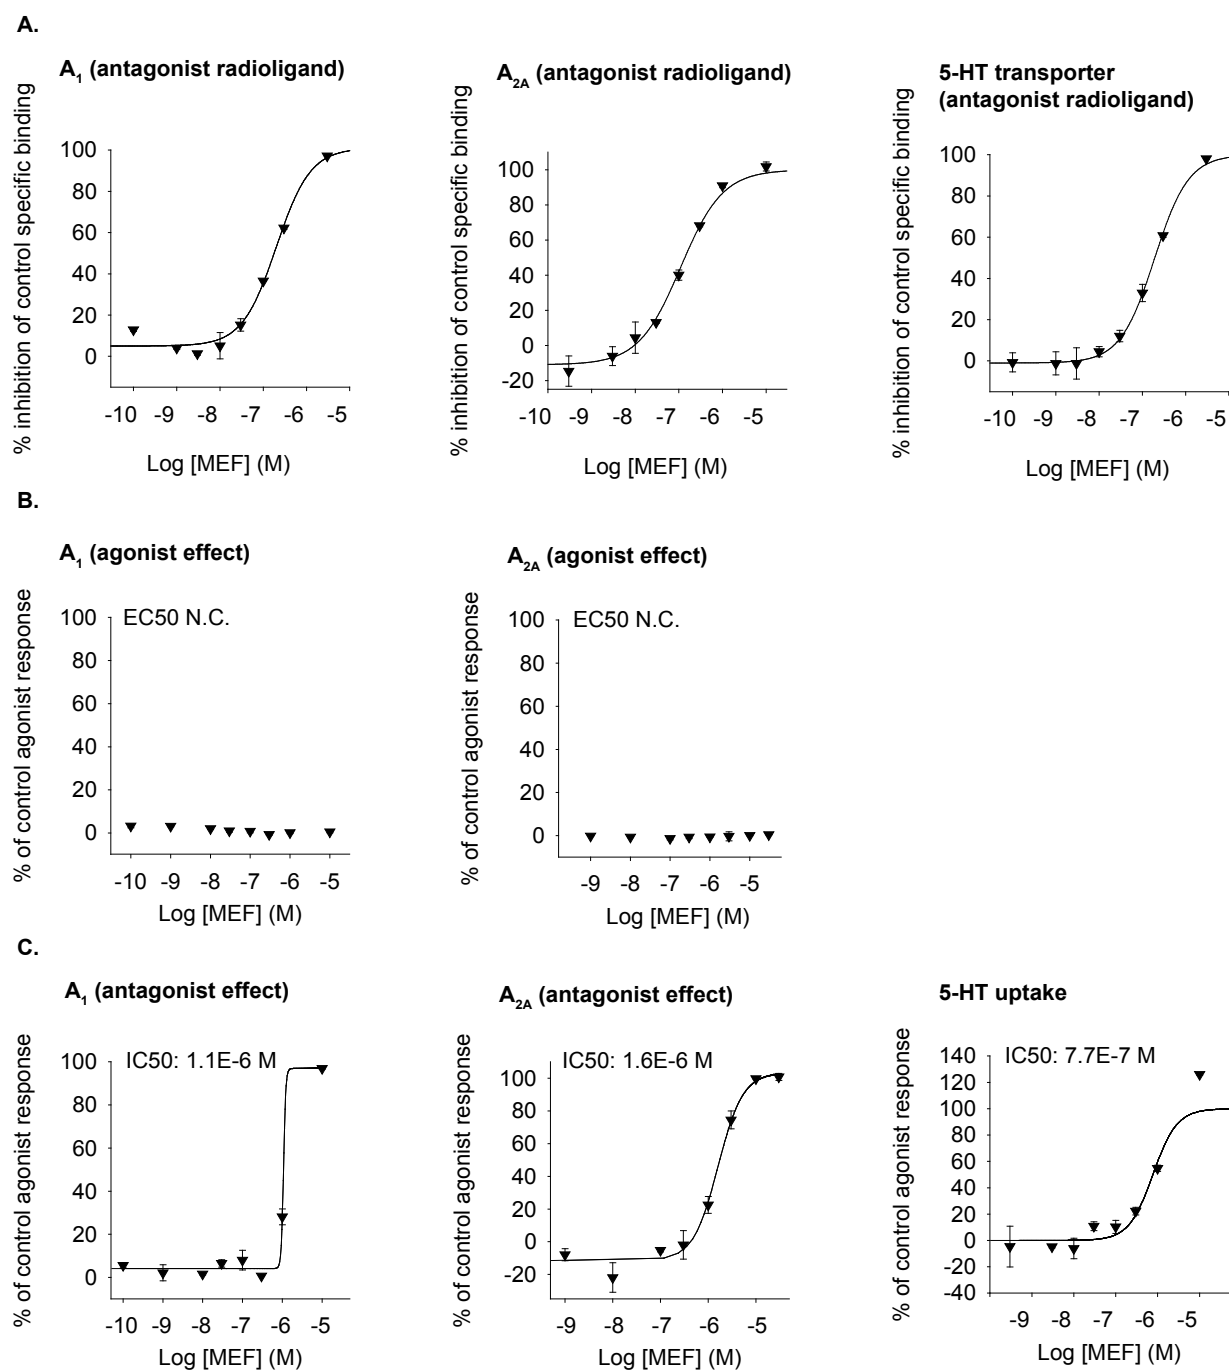 A.
A1 (antagonist radioligand)
% inhibition of control specific binding
100
80
60
40
20
0
-10 -9 -8 -7 -6 -5
Log [MEF] (M)
A2A (antagonist radioligand)
% inhibition of control specific binding
100
80
60
40
20
0
-20
-10 -9 -8 -7 -6 -5
Log [MEF] (M)
5-HT transporter
(antagonist radioligand)
% inhibition of control specific binding
100
80
60
40
20
0
-10 -9 -8 -7 -6 -5
Log [MEF] (M)
B.
A1 (agonist effect)
% of control agonist response
EC50 N.C.
100
80
60
40
20
0
-10 -9 -8 -7 -6 -5
Log [MEF] (M)
A2A (agonist effect)
% of control agonist response
EC50 N.C.
100
80
60
40
20
0
-9 -8 -7 -6 -5
Log [MEF] (M)
C.
A1 (antagonist effect)
% of control agonist response
IC50: 1.1E-6 M
100
80
60
40
20
0
-10 -9 -8 -7 -6 -5
Log [MEF] (M)
A2A (antagonist effect)
% of control agonist response
IC50: 1.6E-6 M
100
80
60
40
20
0
-20
-9 -8 -7 -6 -5
Log [MEF] (M)
5-HT uptake
% of control agonist response
IC50: 7.7E-7 M
140
120
100
80
60
40
20
0
-20
-40
-9 -8 -7 -6 -5
Log [MEF] (M)